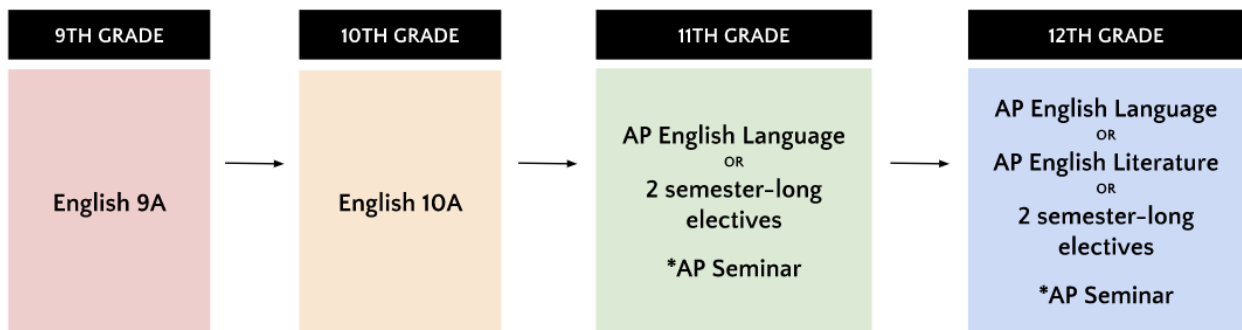 9TH GRADE
English 9A
10TH GRADE
English 10A
11TH GRADE
AP English Language
OR
2 semester-long
electives
*AP Seminar
12TH GRADE
AP English Language
OR
AP English Literature
OR
2 semester-long
electives
*AP Seminar